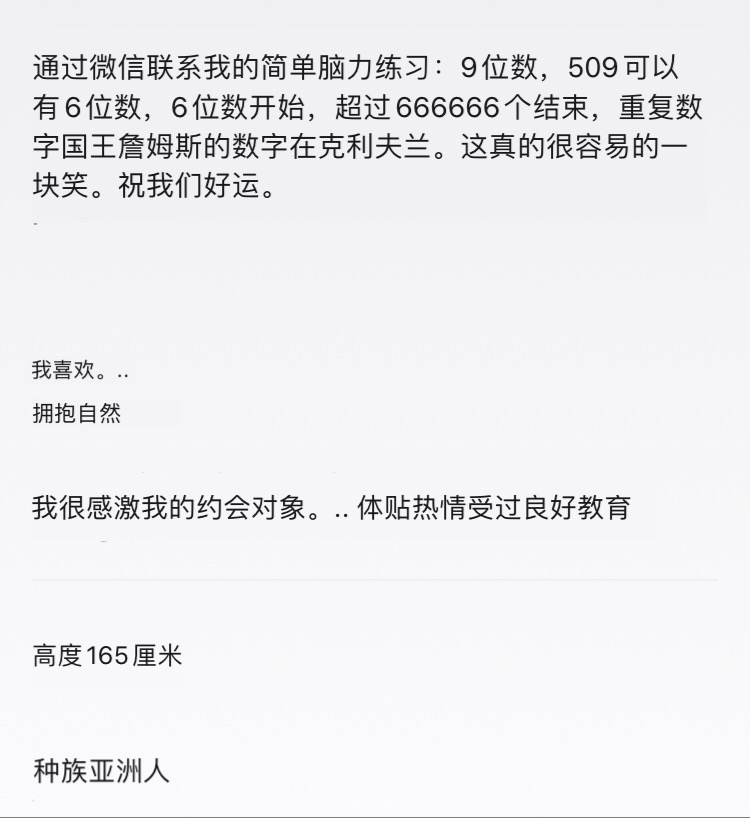 通过微信联系我的简单脑力练习：9位数，509可以
有6位数，6位数开始，超过666666个结束，重复数
字国王詹姆斯的数字在克利夫兰。这真的很容易的一
块笑。祝我们好运。
我喜欢。..
拥抱自然
我很感激我的约会对象。.. 体贴热情受过良好教育
高度165厘米
种族亚洲人